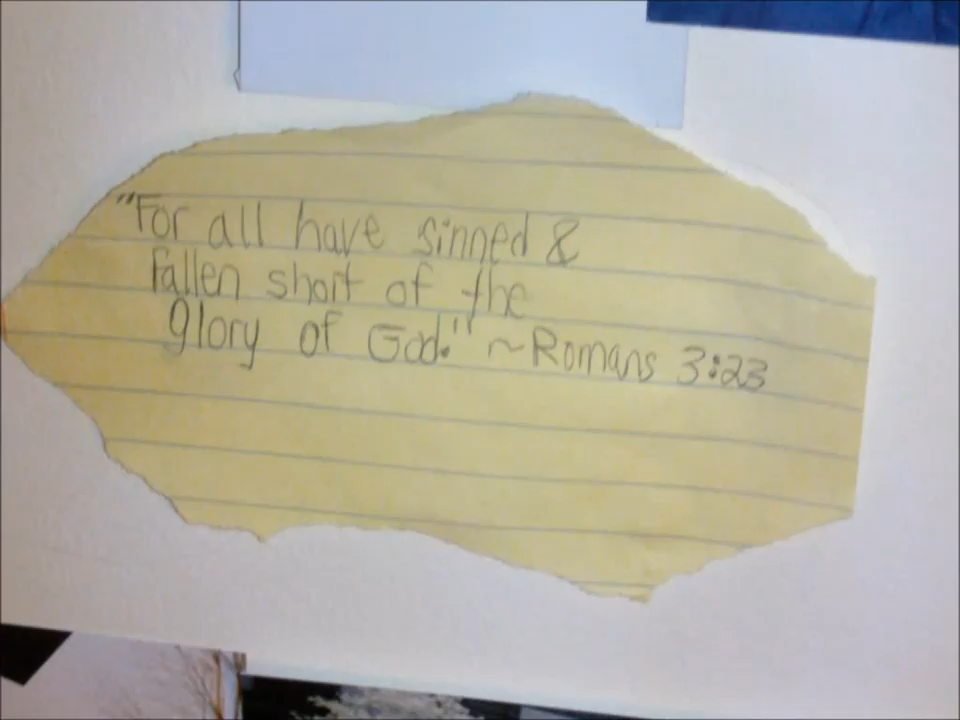 "For all have sinned &
fallen short of the
glory of God." ~Romans 3:23